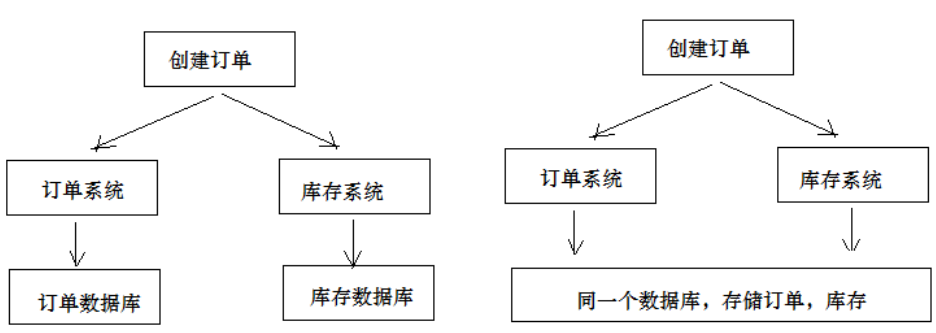 创建订单
订单系统
库存系统
订单数据库
库存数据库
创建订单
订单系统
库存系统
同一个数据库，存储订单，库存